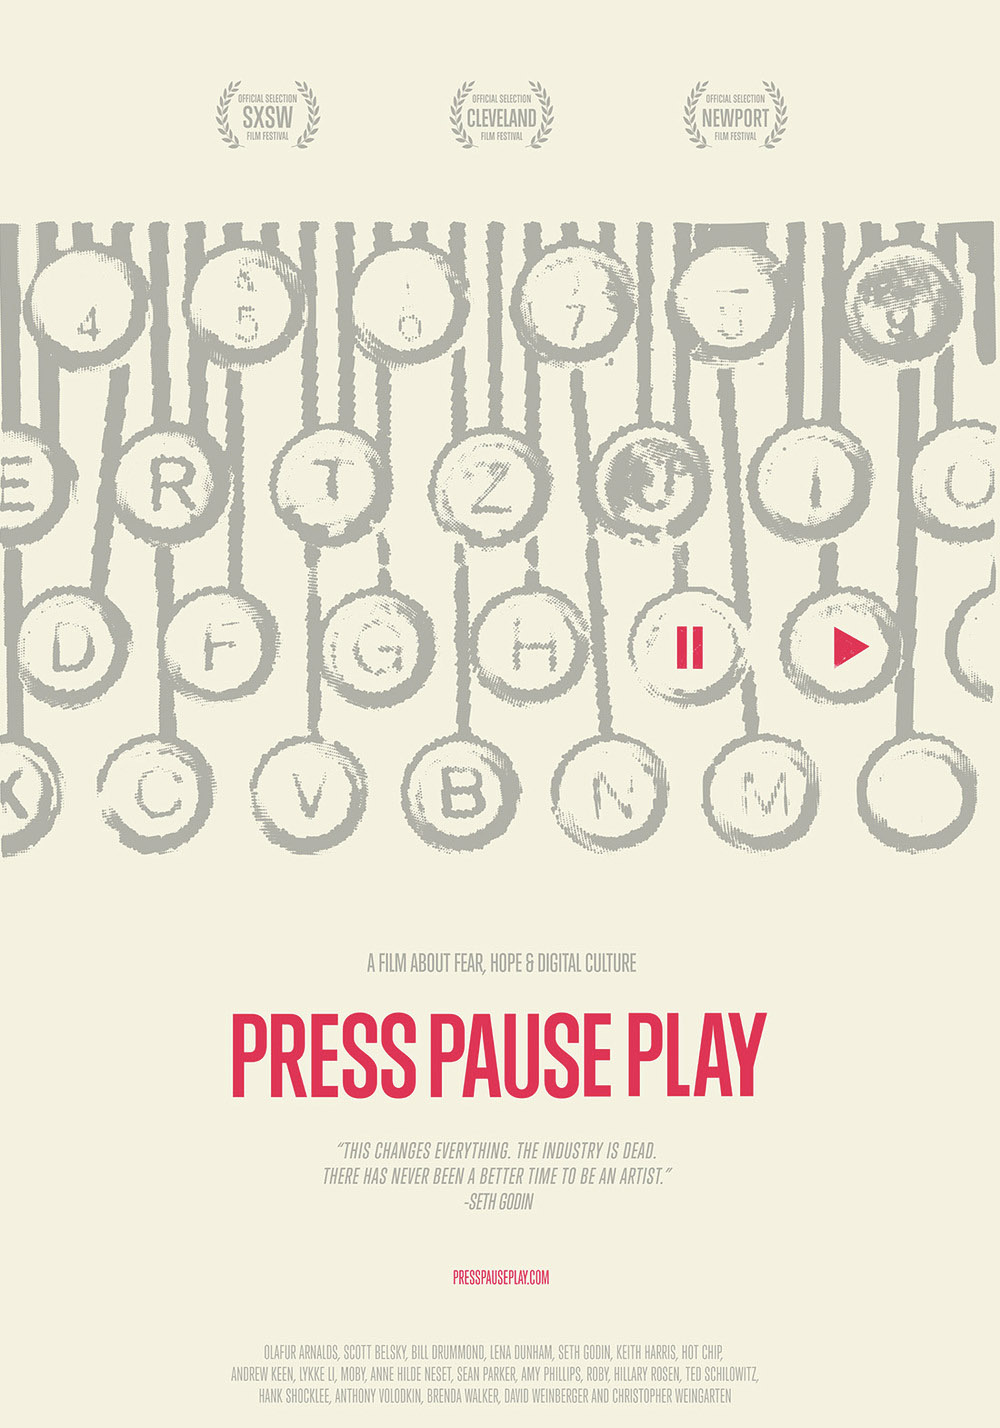 OFFICIAL SELECTION
SXSW
FILM FESTIVAL
OFFICIAL SELECTION
CLEVELAND
FILM FESTIVAL
OFFICIAL SELECTION
NEWPORT
FILM FESTIVAL
4 5 6 7 9
E R T Z U I O
D F G H
C V B N M
A FILM ABOUT FEAR, HOPE & DIGITAL CULTURE
PRESS PAUSE PLAY
“THIS CHANGES EVERYTHING. THE INDUSTRY IS DEAD.
THERE HAS NEVER BEEN A BETTER TIME TO BE AN ARTIST.”
-SETH GODIN
PRESSPAUSEPLAY.COM
OLAFUR ARNALDS, SCOTT BELSKY, BILL DRUMMOND, LENA DUNHAM, SETH GODIN, KEITH HARRIS, HOT CHIP,
ANDREW KEEN, LYKKE LI, MOBY, ANNE HILDE NESET, SEAN PARKER, AMY PHILLIPS, ROBY, HILLARY ROSEN, TED SCHILOWITZ,
HANK SHOCKLEE, ANTHONY VOLODKIN, BRENDA WALKER, DAVID WEINBERGER AND CHRISTOPHER WEINGARTEN